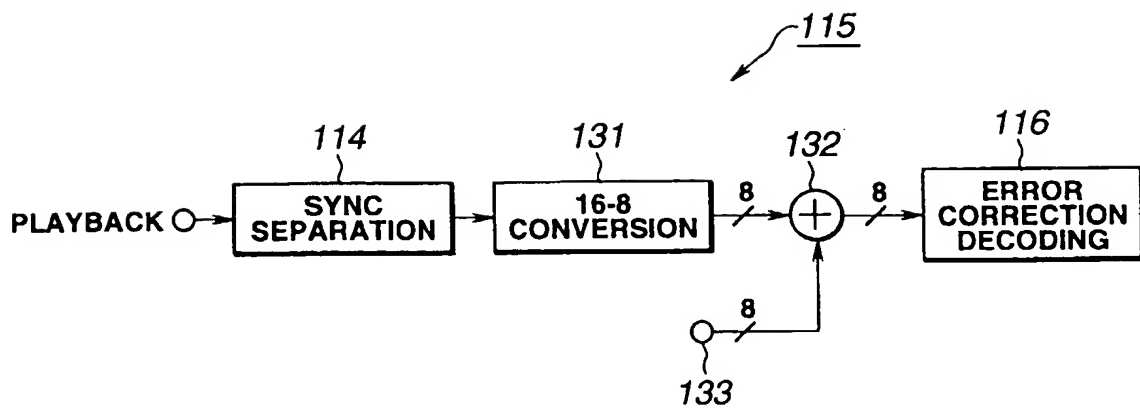 115
114
131
132
116
PLAYBACK
SYNC
SEPARATION
16-8
CONVERSION
8
8
ERROR
CORRECTION
DECODING
8
133